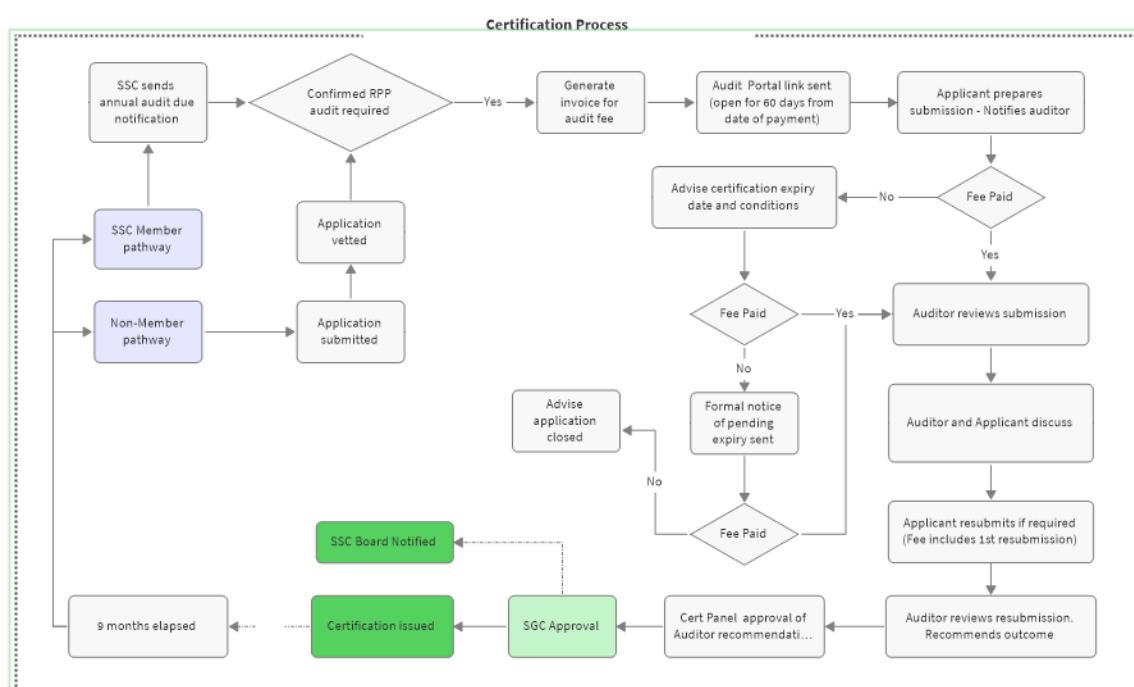 Certification Process
SSC sends
annual audit due
notification
Confirmed RPP
audit required
Yes
Generate
invoice for
audit fee
Audit Portal link sent
(open for 60 days from
date of payment)
Applicant prepares
submission - Notifies auditor
Advise certification expiry
date and conditions
No
Fee Paid
SSC Member
pathway
Application
vetted
Yes
Non-Member
pathway
Application
submitted
Fee Paid
Yes
Auditor reviews submission
No
Advise
application
closed
Formal notice
of pending
expiry sent
Auditor and Applicant discuss
No
Fee Paid
Applicant resubmits if required
(Fee includes 1st resubmission)
SSC Board Notified
9 months elapsed
Certification issued
SGC Approval
Cert Panel approval of
Auditor recommendati...
Auditor reviews resubmission.
Recommends outcome